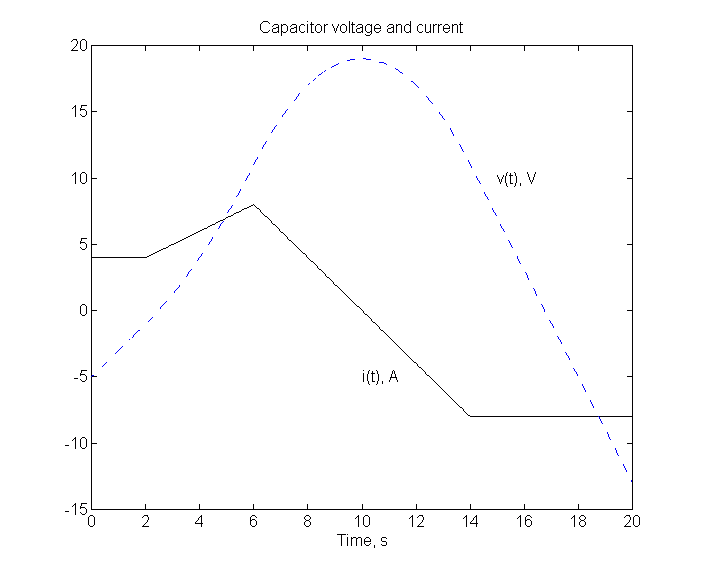 Capacitor voltage and current
20
15
10
5
0
-5
-10
-15
v(t), V
i(t), A
0 2 4 6 8 10 12 14 16 18 20
Time, s